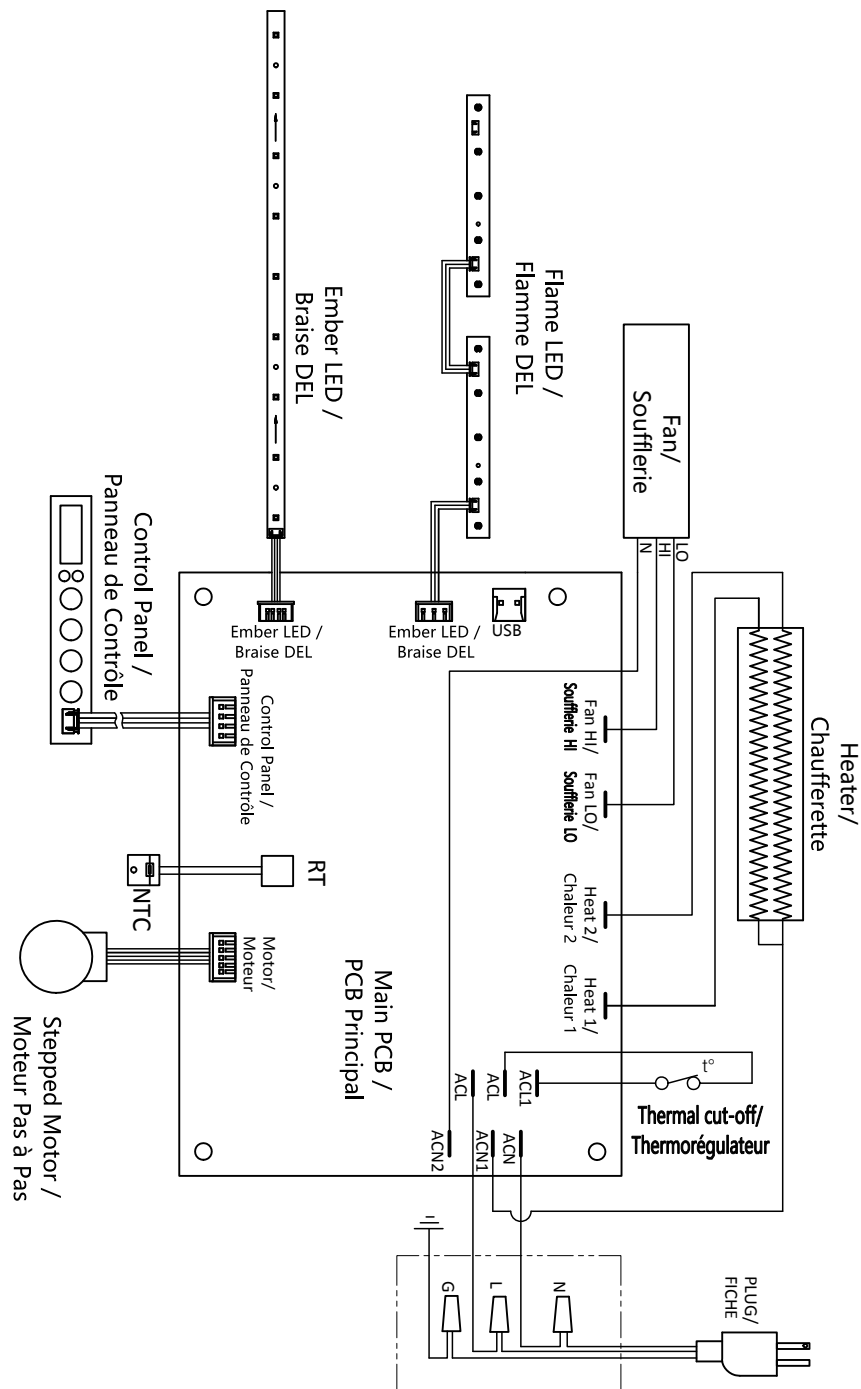 Ember LED /
Braise DEL
Flame LED /
Flamme DEL
Fan/
Soufflerie
N
HI
LO
Heater/
Chaufferette
Control Panel /
Panneau de Contrôle
Ember LED /
Braise DEL
Ember LED /
Braise DEL
USB
Control Panel /
Panneau de Contrôle
Fan HI/
Soufflerie HI
Fan LO/
Soufflerie LO
Heat 2/
Chaleur 2
Heat 1/
Chaleur 1
RT
NTC
Motor/
Moteur
Main PCB /
PCB Principal
Stepped Motor /
Moteur Pas à Pas
ACL
ACL
ACL1
t°
Thermal cut-off/
Thermorégulateur
ACN2
ACN1
ACN
G
L
N
PLUG/
FICHE